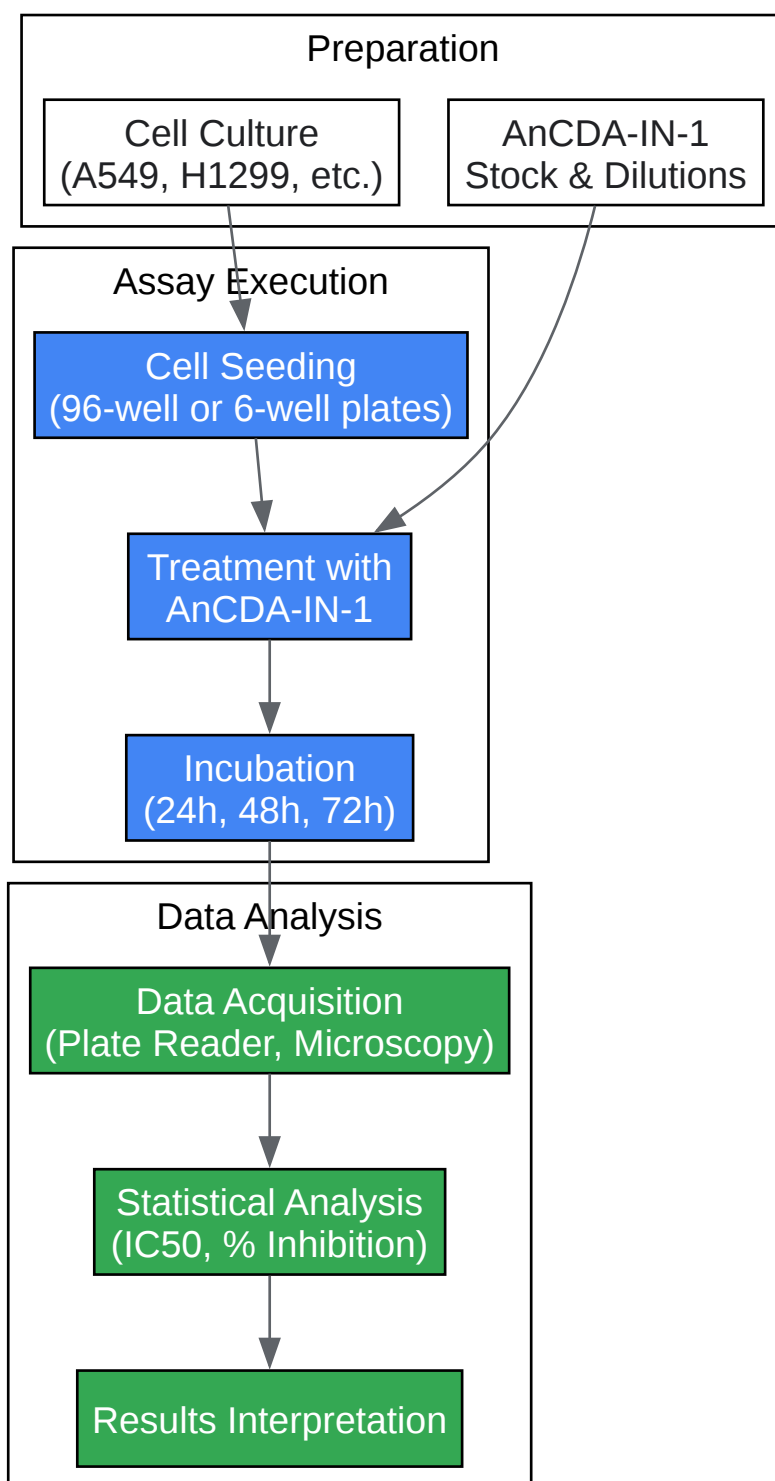 Preparation
Cell Culture
(A549, H1299, etc.)
AnCDA-IN-1
Stock & Dilutions
Assay Execution
Cell Seeding
(96-well or 6-well plates)
Treatment with
AnCDA-IN-1
Incubation
(24h, 48h, 72h)
Data Analysis
Data Acquisition
(Plate Reader, Microscopy)
Statistical Analysis
(IC50, % Inhibition)
Results Interpretation